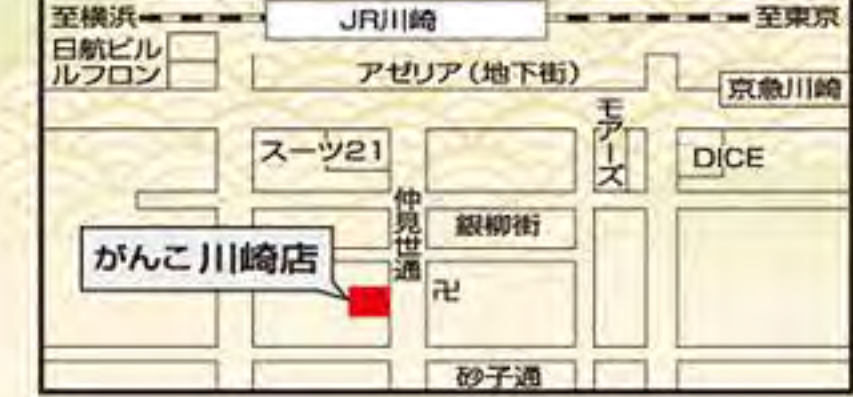 至横浜
JR川崎
至東京
日航ビル
ルフロン
アゼリア(地下街)
京急川崎
モアーズ
スーツ21
DICE
仲見世通
銀柳街
がんこ川崎店
卍
砂子通